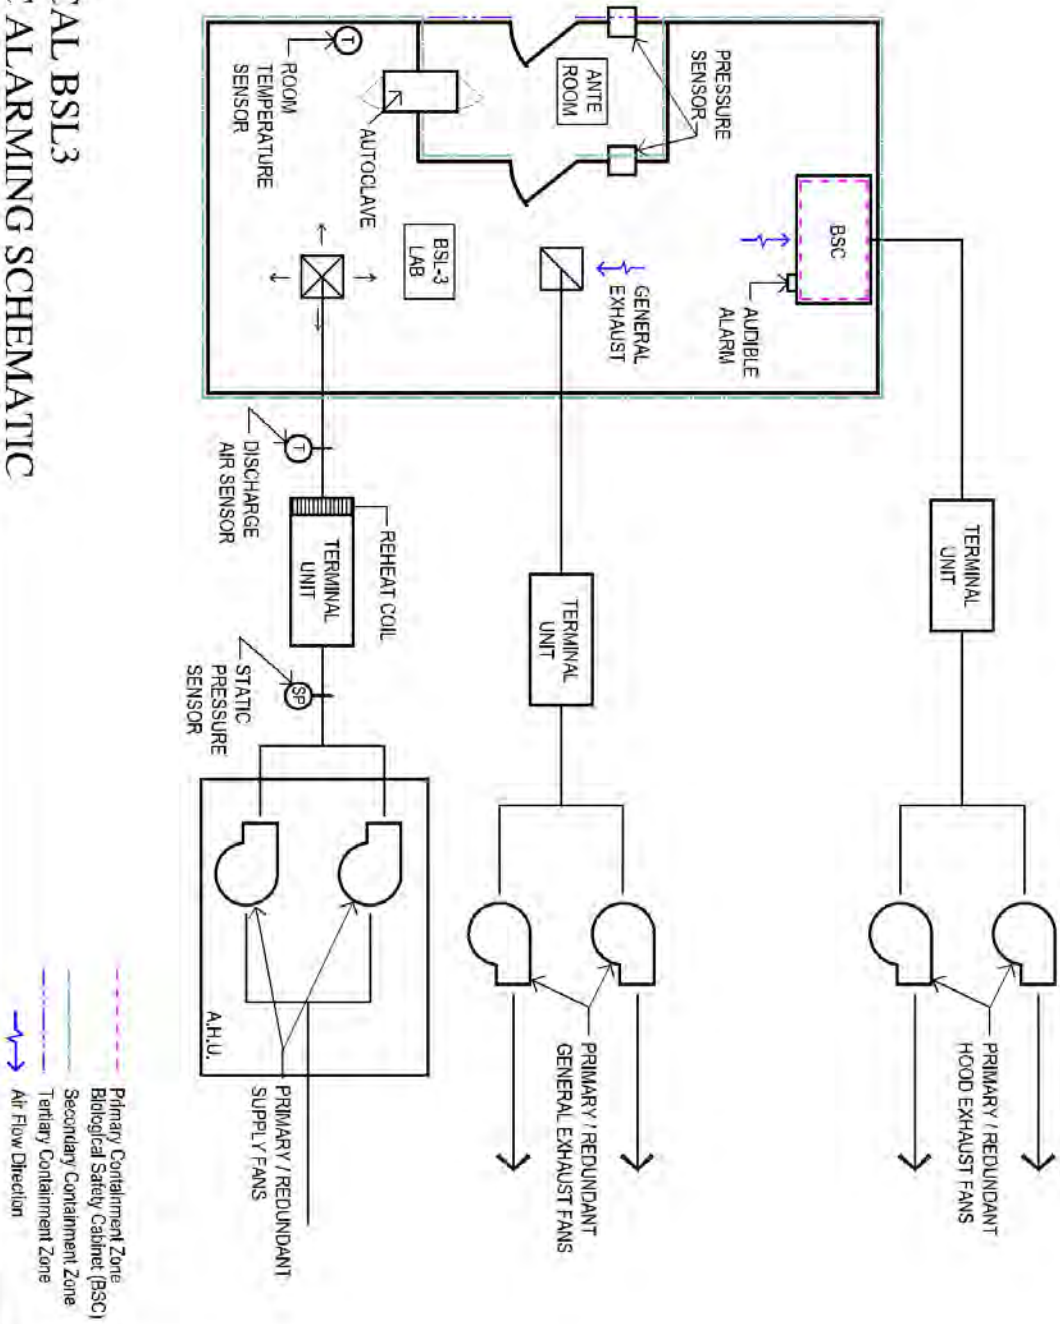 CAL BSL3
ALARMING SCHEMATIC
PRESSURE
SENSOR
ANTE
ROOM
T
ROOM
TEMPERATURE
SENSOR
AUTOCLAVE
BSC
AUDIBLE
ALARM
GENERAL
EXHAUST
BSL-3
LAB
TERMINAL
UNIT
PRIMARY / REDUNDANT
HOOD EXHAUST FANS
TERMINAL
UNIT
PRIMARY / REDUNDANT
GENERAL EXHAUST FANS
T
DISCHARGE
AIR SENSOR
REHEAT COIL
TERMINAL
UNIT
SP
STATIC
PRESSURE
SENSOR
A.H.U.
PRIMARY / REDUNDANT
SUPPLY FANS
Primary Containment Zone
Biological Safety Cabinet (BSC)
Secondary Containment Zone
Tertiary Containment Zone
Air Flow Direction